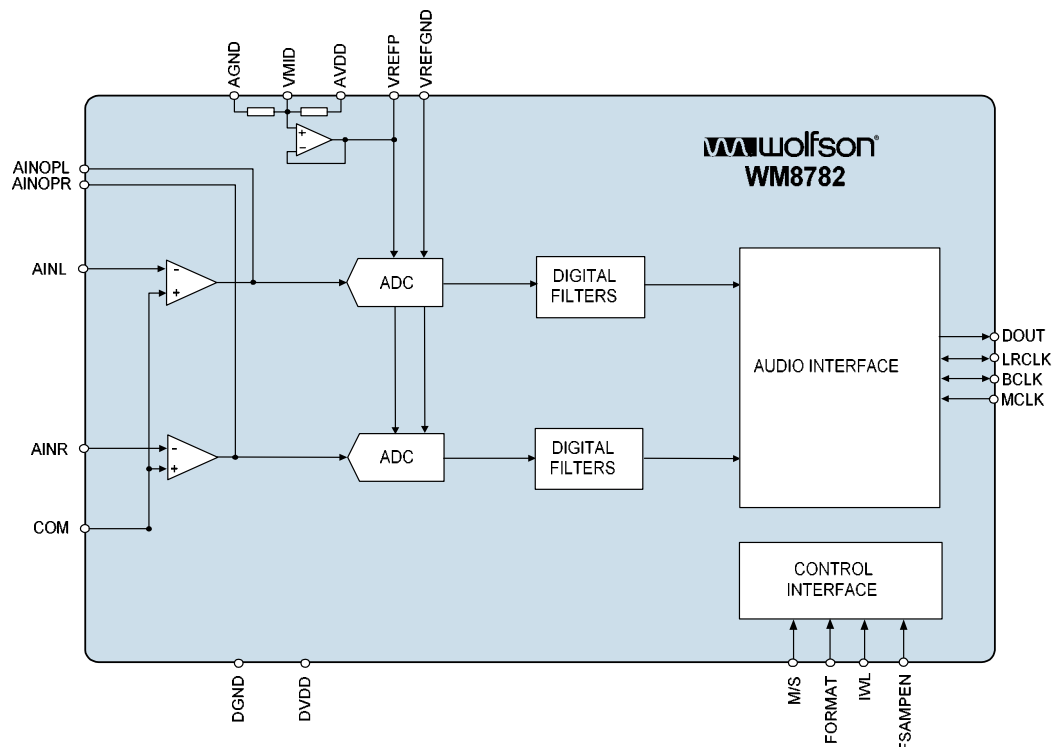 AGND
VMID
AVDD
VREFP
VREFGND
wolfson®
WM8782
AINOPL
AINOPR
AINL
-
+
ADC
DIGITAL
FILTERS
AUDIO INTERFACE
DOUT
LRCLK
BCLK
MCLK
AINR
-
+
ADC
DIGITAL
FILTERS
COM
+
-
CONTROL
INTERFACE
DGND
DVDD
M/S
FORMAT
IWL
FSAMPEN